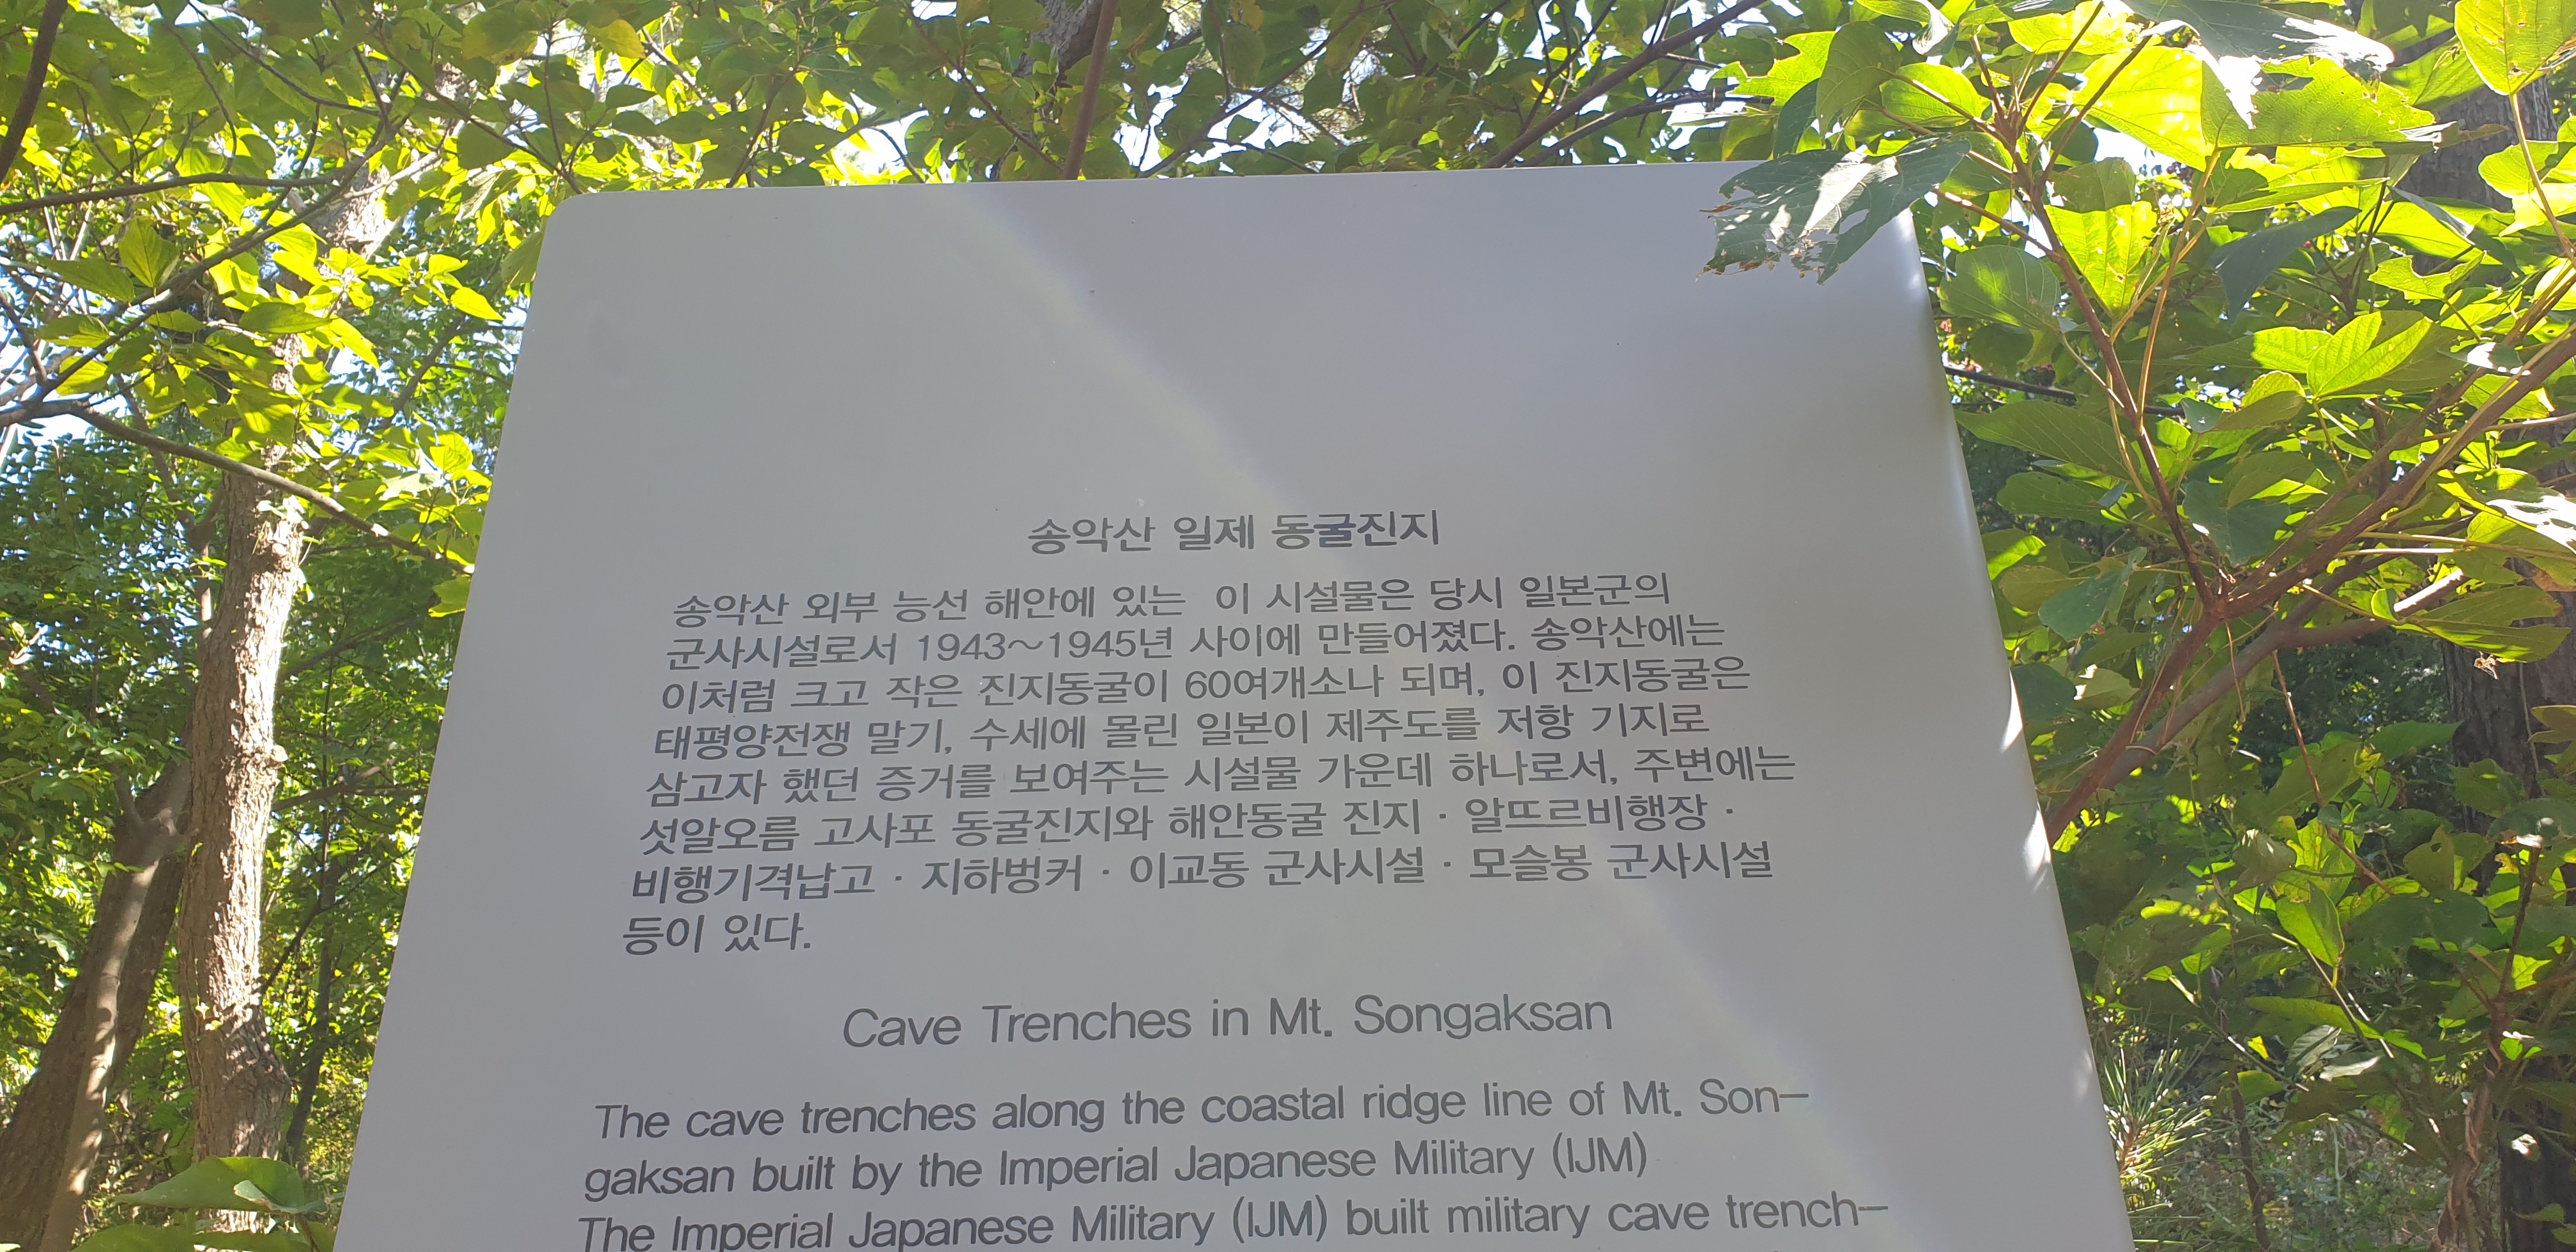 송악산 일제 동굴진지
송악산 외부 능선 해안에 있는 이 시설물은 당시 일본군의
군사시설로서 1943～1945년 사이에 만들어졌다. 송악산에는
이처럼 크고 작은 진지동굴이 60여개소나 되며, 이 진지동굴은
태평양전쟁 말기, 수세에 몰린 일본이 제주도를 저항 기지로
삼고자 했던 증거를 보여주는 시설물 가운데 하나로서, 주변에는
섯알오름 고사포 동굴진지와 해안동굴 진지 · 알뜨르비행장 ·
비행기격납고 · 지하벙커 · 이교동 군사시설 · 모슬봉 군사시설
등이 있다.
Cave Trenches in Mt. Songaksan
The cave trenches along the coastal ridge line of Mt. Son-
gaksan built by the Imperial Japanese Military (IJM)
The Imperial Japanese Military (IJM) built military cave trench-